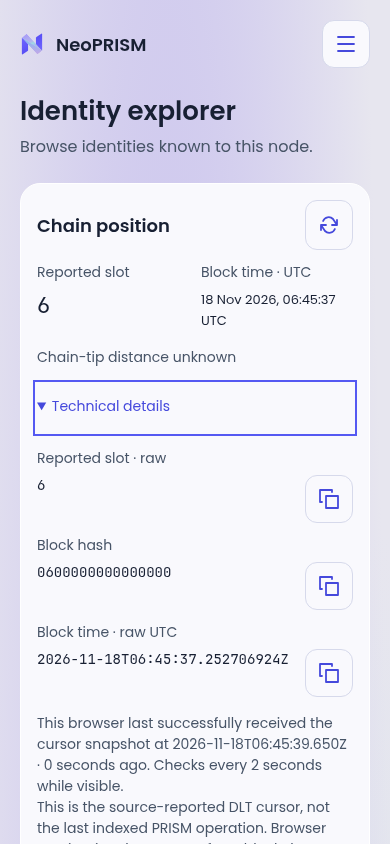 NeoPRISM
Identity explorer
Browse identities known to this node.
Chain position
Reported slot
6
Block time · UTC
18 Nov 2026, 06:45:37
UTC
Chain-tip distance unknown
▼ Technical details
Reported slot · raw
6
Block hash
0600000000000000
Block time · raw UTC
2026-11-18T06:45:37.252706924Z
This browser last successfully received the
cursor snapshot at 2026-11-18T06:45:39.650Z
· 0 seconds ago. Checks every 2 seconds
while visible.
This is the source-reported DLT cursor, not
the last indexed PRISM operation. Browser